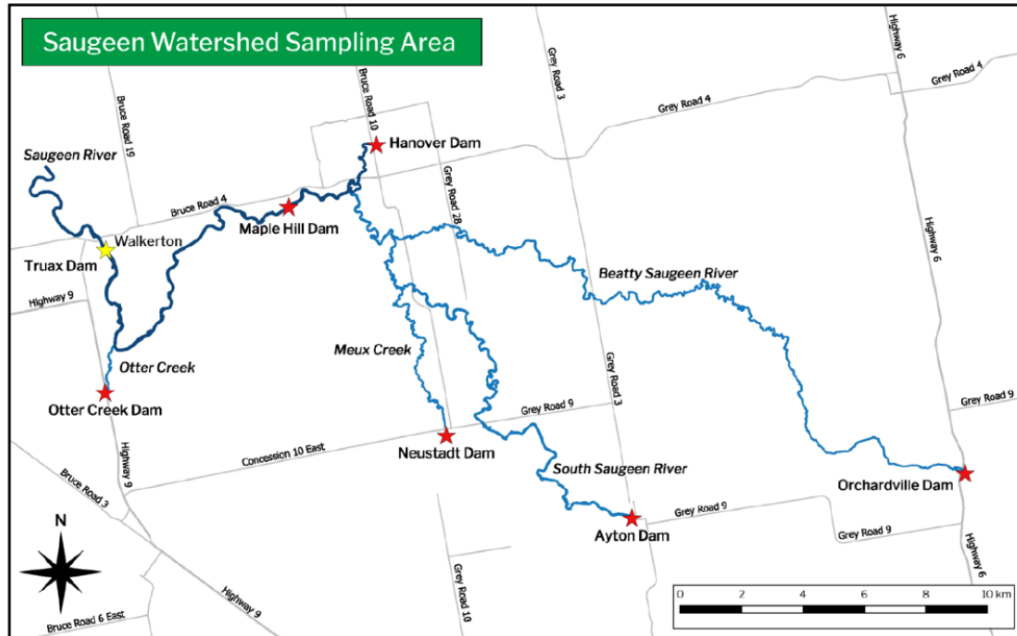 Saugeen Watershed Sampling Area
Highway 6
Grey Road 4
Grey Road 3
Bruce Road 10
Bruce Road 19
Grey Road 4
Hanover Dam
Saugeen River
Grey Road 28
Bruce Road 4
Maple Hill Dam
Walkerton
Truax Dam
Highway 6
Beatty Saugeen River
Highway 9
Meux Creek
Otter Creek
Grey Road 3
Otter Creek Dam
Grey Road 9
Grey Road 9
Concession 10 East
Neustadt Dam
Highway 9
South Saugeen River
Orchardville Dam
Bruce Road 3
Grey Road 9
N
Ayton Dam
Grey Road 9
Highway 6
Highway 9
Grey Road 10
Bruce Road 6 East
0 2 4 6 8 10 km